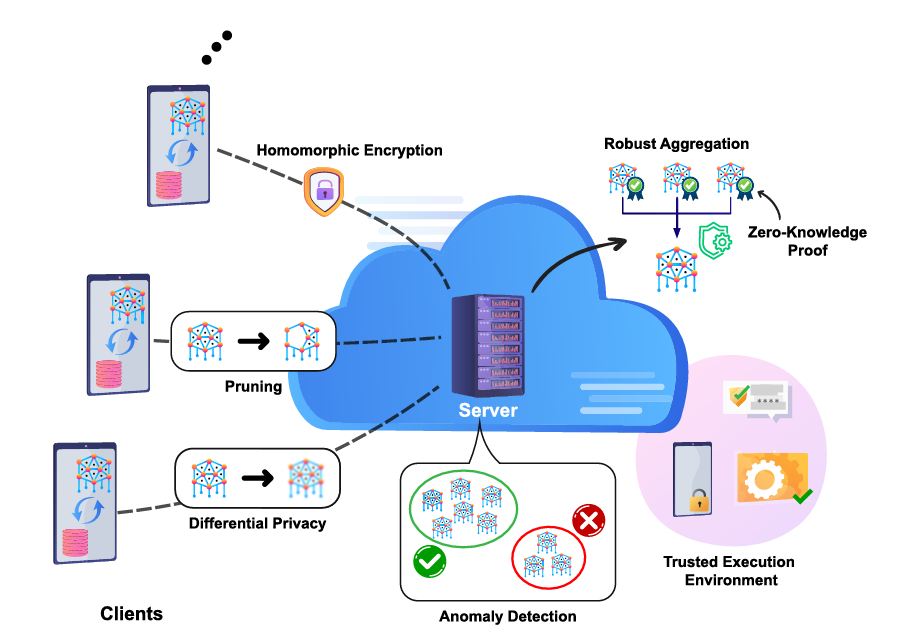 Homomorphic Encryption
Robust Aggregation
Zero-Knowledge
Proof
Pruning
Server
Differential Privacy
****
Trusted Execution
Environment
Clients
Anomaly Detection